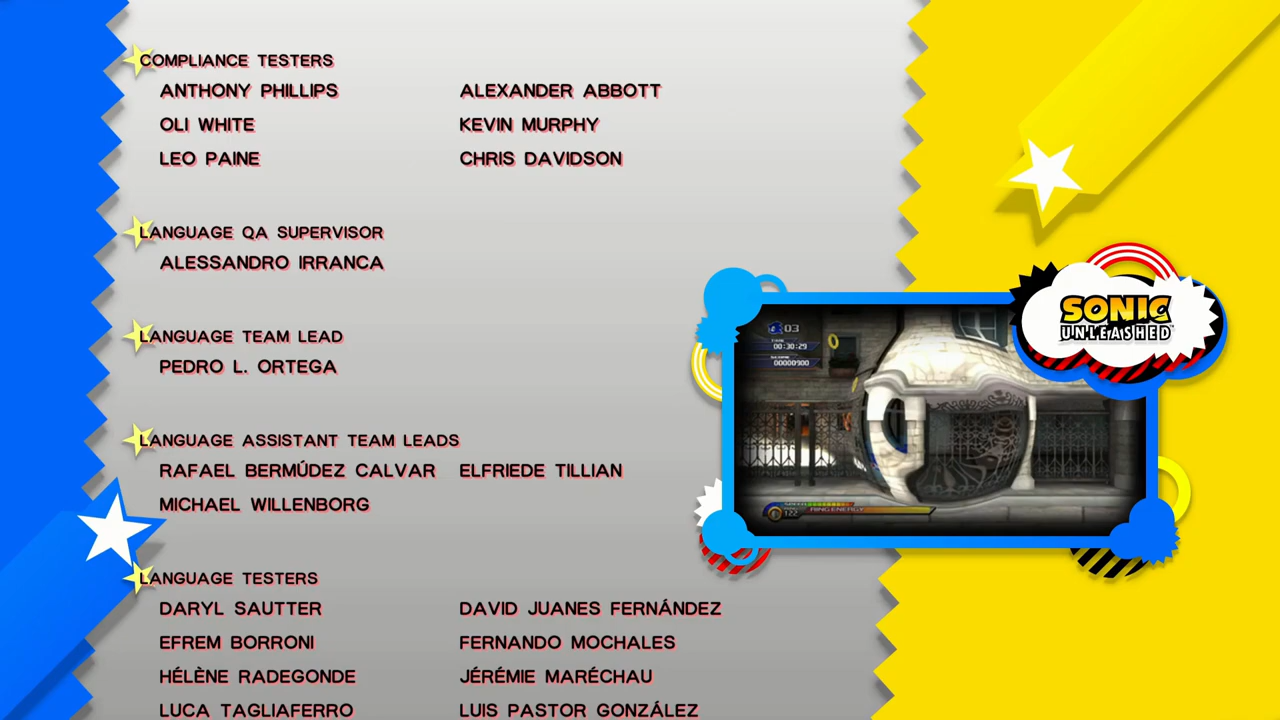 COMPLIANCE TESTERS
ANTHONY PHILLIPS ALEXANDER ABBOTT
OLI WHITE KEVIN MURPHY
LEO PAINE CHRIS DAVIDSON
LANGUAGE QA SUPERVISOR
ALESSANDRO IRRANCA
LANGUAGE TEAM LEAD
PEDRO L. ORTEGA
LANGUAGE ASSISTANT TEAM LEADS
RAFAEL BERMÚDEZ CALVAR ELFRIEDE TILLIAN
MICHAEL WILLENBORG
LANGUAGE TESTERS
DARYL SAUTTER DAVID JUANES FERNÁNDEZ
EFREM BORRONI FERNANDO MOCHALES
HÉLÈNE RADEGONDE JÉRÉMIE MARÉCHAU
LUCA TAGLIAFERRO LUIS PASTOR GONZÁLEZ
SONIC
UNLEASHED
03
TIME
00:30:29
00000900
SPEED
122 RING ENERGY